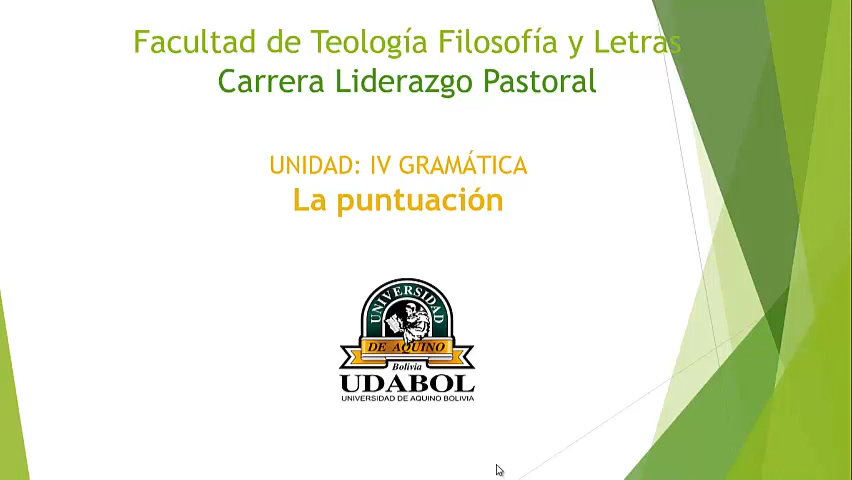 Facultad de Teología Filosofía y Letras
Carrera Liderazgo Pastoral
UNIDAD: IV GRAMÁTICA
La puntuación
UNIVERSIDAD
DE AQUINO
Bolivia
UDABOL
UNIVERSIDAD DE AQUINO BOLIVIA